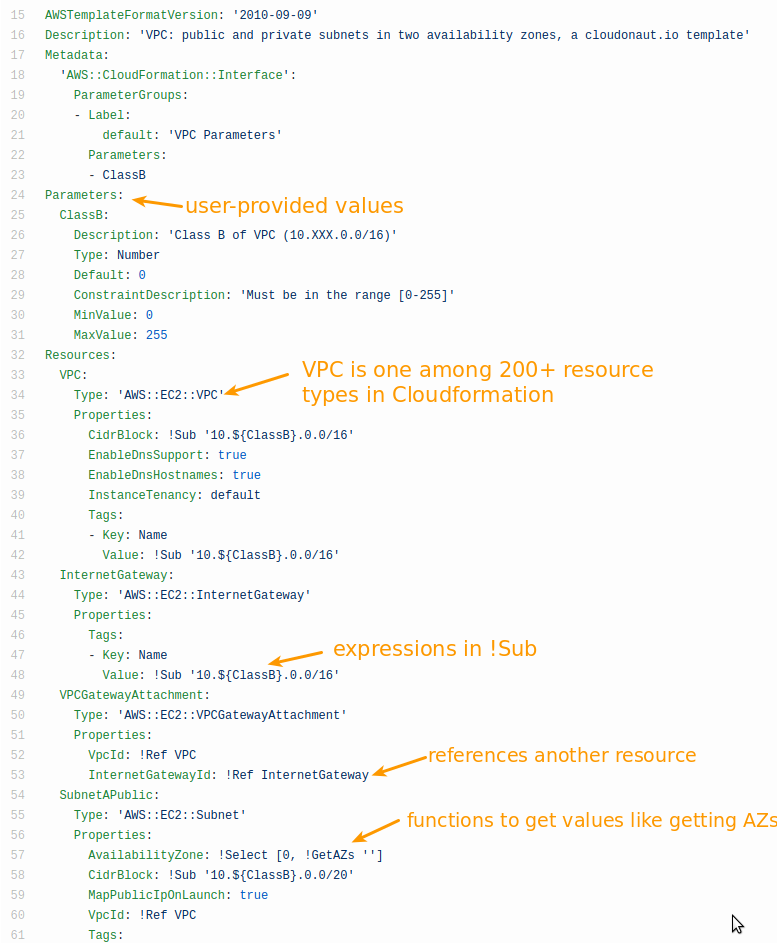 15 AWSTemplateFormatVersion: '2010-09-09'
16 Description: 'VPC: public and private subnets in two availability zones, a cloudonaut.io template'
17 Metadata:
18   'AWS::CloudFormation::Interface':
19     ParameterGroups:
20     - Label:
21         default: 'VPC Parameters'
22       Parameters:
23       - ClassB
24 Parameters:
user-provided values
25   ClassB:
26     Description: 'Class B of VPC (10.XXX.0.0/16)'
27     Type: Number
28     Default: 0
29     ConstraintDescription: 'Must be in the range [0-255]'
30     MinValue: 0
31     MaxValue: 255
32 Resources:
33   VPC:
VPC is one among 200+ resource
types in Cloudformation
34     Type: 'AWS::EC2::VPC'
35     Properties:
36       CidrBlock: !Sub '10.${ClassB}.0.0/16'
37       EnableDnsSupport: true
38       EnableDnsHostnames: true
39       InstanceTenancy: default
40       Tags:
41       - Key: Name
42         Value: !Sub '10.${ClassB}.0.0/16'
43   InternetGateway:
44     Type: 'AWS::EC2::InternetGateway'
45     Properties:
46       Tags:
47       - Key: Name
expressions in !Sub
48         Value: !Sub '10.${ClassB}.0.0/16'
49   VPCGatewayAttachment:
50     Type: 'AWS::EC2::VPCGatewayAttachment'
51     Properties:
52       VpcId: !Ref VPC
references another resource
53       InternetGatewayId: !Ref InternetGateway
54   SubnetAPublic:
55     Type: 'AWS::EC2::Subnet'
functions to get values like getting AZs
56     Properties:
57       AvailabilityZone: !Select [0, !GetAZs '']
58       CidrBlock: !Sub '10.${ClassB}.0.0/20'
59       MapPublicIpOnLaunch: true
60       VpcId: !Ref VPC
61       Tags: